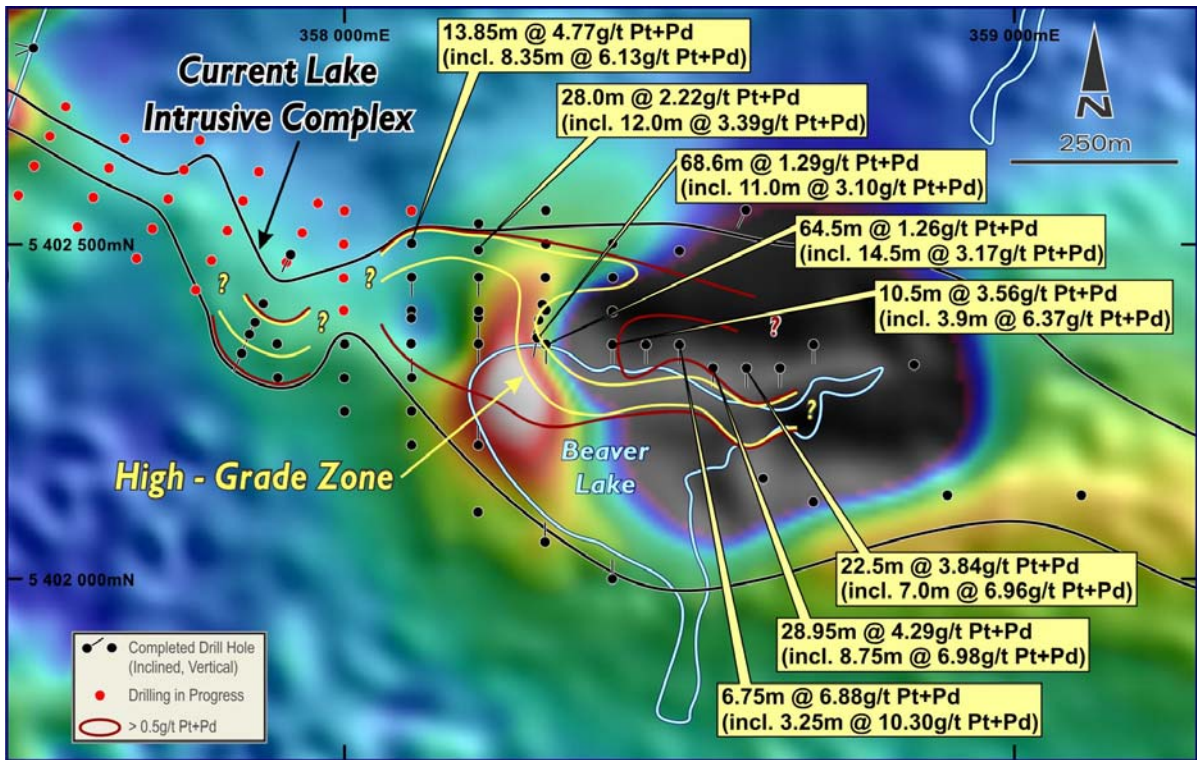 358 000mE
359 000mE
13.85m @ 4.77g/t Pt+Pd
(incl. 8.35m @ 6.13g/t Pt+Pd)
Current Lake
Intrusive Complex
28.0m @ 2.22g/t Pt+Pd
(incl. 12.0m @ 3.39g/t Pt+Pd)
N
250m
68.6m @ 1.29g/t Pt+Pd
(incl. 11.0m @ 3.10g/t Pt+Pd)
64.5m @ 1.26g/t Pt+Pd
(incl. 14.5m @ 3.17g/t Pt+Pd)
5 402 500mN
?
?
?
10.5m @ 3.56g/t Pt+Pd
(incl. 3.9m @ 6.37g/t Pt+Pd)
?
?
High - Grade Zone
Beaver
Lake
22.5m @ 3.84g/t Pt+Pd
(incl. 7.0m @ 6.96g/t Pt+Pd)
5 402 000mN
28.95m @ 4.29g/t Pt+Pd
(incl. 8.75m @ 6.98g/t Pt+Pd)
6.75m @ 6.88g/t Pt+Pd
(incl. 3.25m @ 10.30g/t Pt+Pd)
Completed Drill Hole
(Inclined, Vertical)
Drilling in Progress
> 0.5g/t Pt+Pd